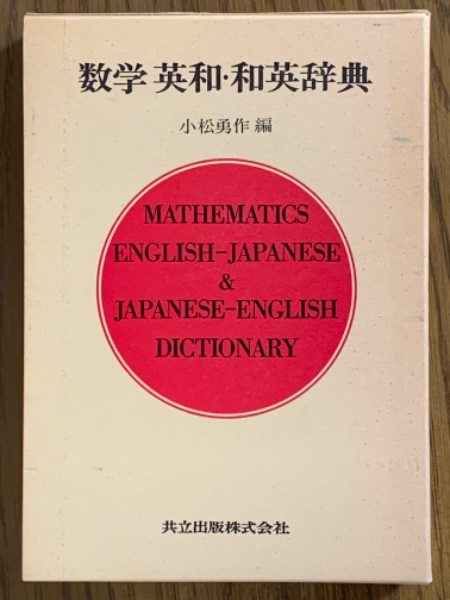 数学 英和・和英辞典
小松勇作 編
MATHEMATICS
ENGLISH-JAPANESE
&
JAPANESE-ENGLISH
DICTIONARY
共立出版株式会社